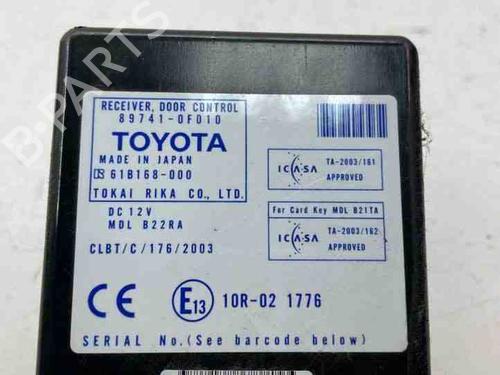 RECEIVER, DOOR CONTROL
89741-0F010
TOYOTA
MADE IN JAPAN
61B168-000
TOKAI RIKA CO., LTD.
DC 12V
MDL B22RA
CLBT/C/176/2003
ICASA
TA-2003/161
APPROVED
For Card Key MDL B21TA
ICASA
TA-2003/162
APPROVED
CE E13 10R-02 1776
SERIAL No.(See barcode below)